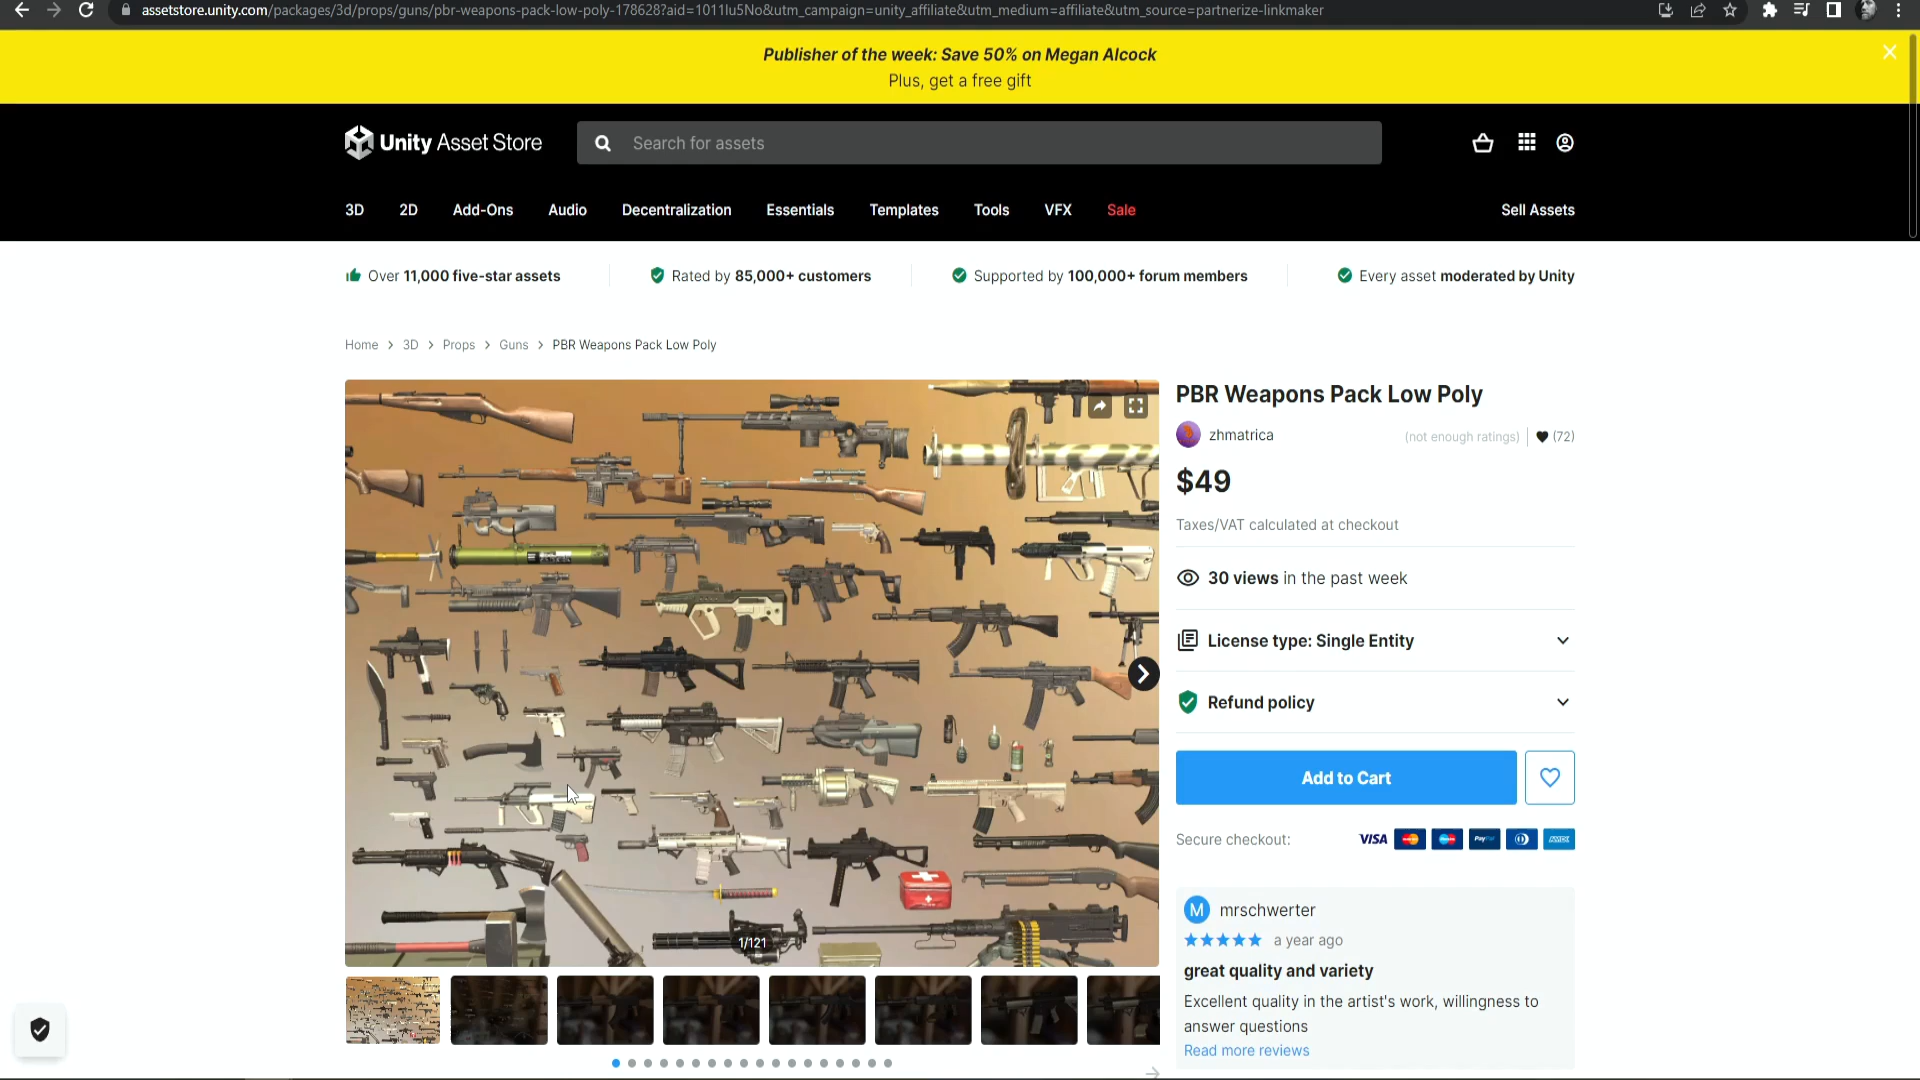 assetstore.unity.com/packages/3d/props/guns/pbr-weapons-pack-low-poly-178628?aid=1011lu5No&utm_campaign=unity_affiliate&utm_medium=affiliate&utm_source=partnerize-linkmaker
Publisher of the week: Save 50% on Megan Alcock
Plus, get a free gift
Unity Asset Store
Search for assets
3D 2D Add-Ons Audio Decentralization Essentials Templates Tools VFX Sale Sell Assets
Over 11,000 five-star assets Rated by 85,000+ customers Supported by 100,000+ forum members Every asset moderated by Unity
Home > 3D > Props > Guns > PBR Weapons Pack Low Poly
PBR Weapons Pack Low Poly
zhmatrica (not enough ratings) (72)
$49
Taxes/VAT calculated at checkout
30 views in the past week
License type: Single Entity
Refund policy
Add to Cart
Secure checkout: VISA PayPal AMEX
1/121
M mrschwerter
a year ago
great quality and variety
Excellent quality in the artist's work, willingness to
answer questions
Read more reviews